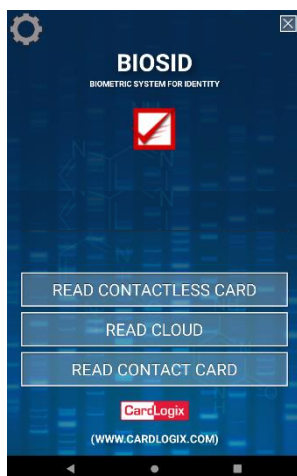 BIOSID
BIOMETRIC SYSTEM FOR IDENTITY
READ CONTACTLESS CARD
READ CLOUD
READ CONTACT CARD
CardLogix
(WWW.CARDLOGIX.COM)